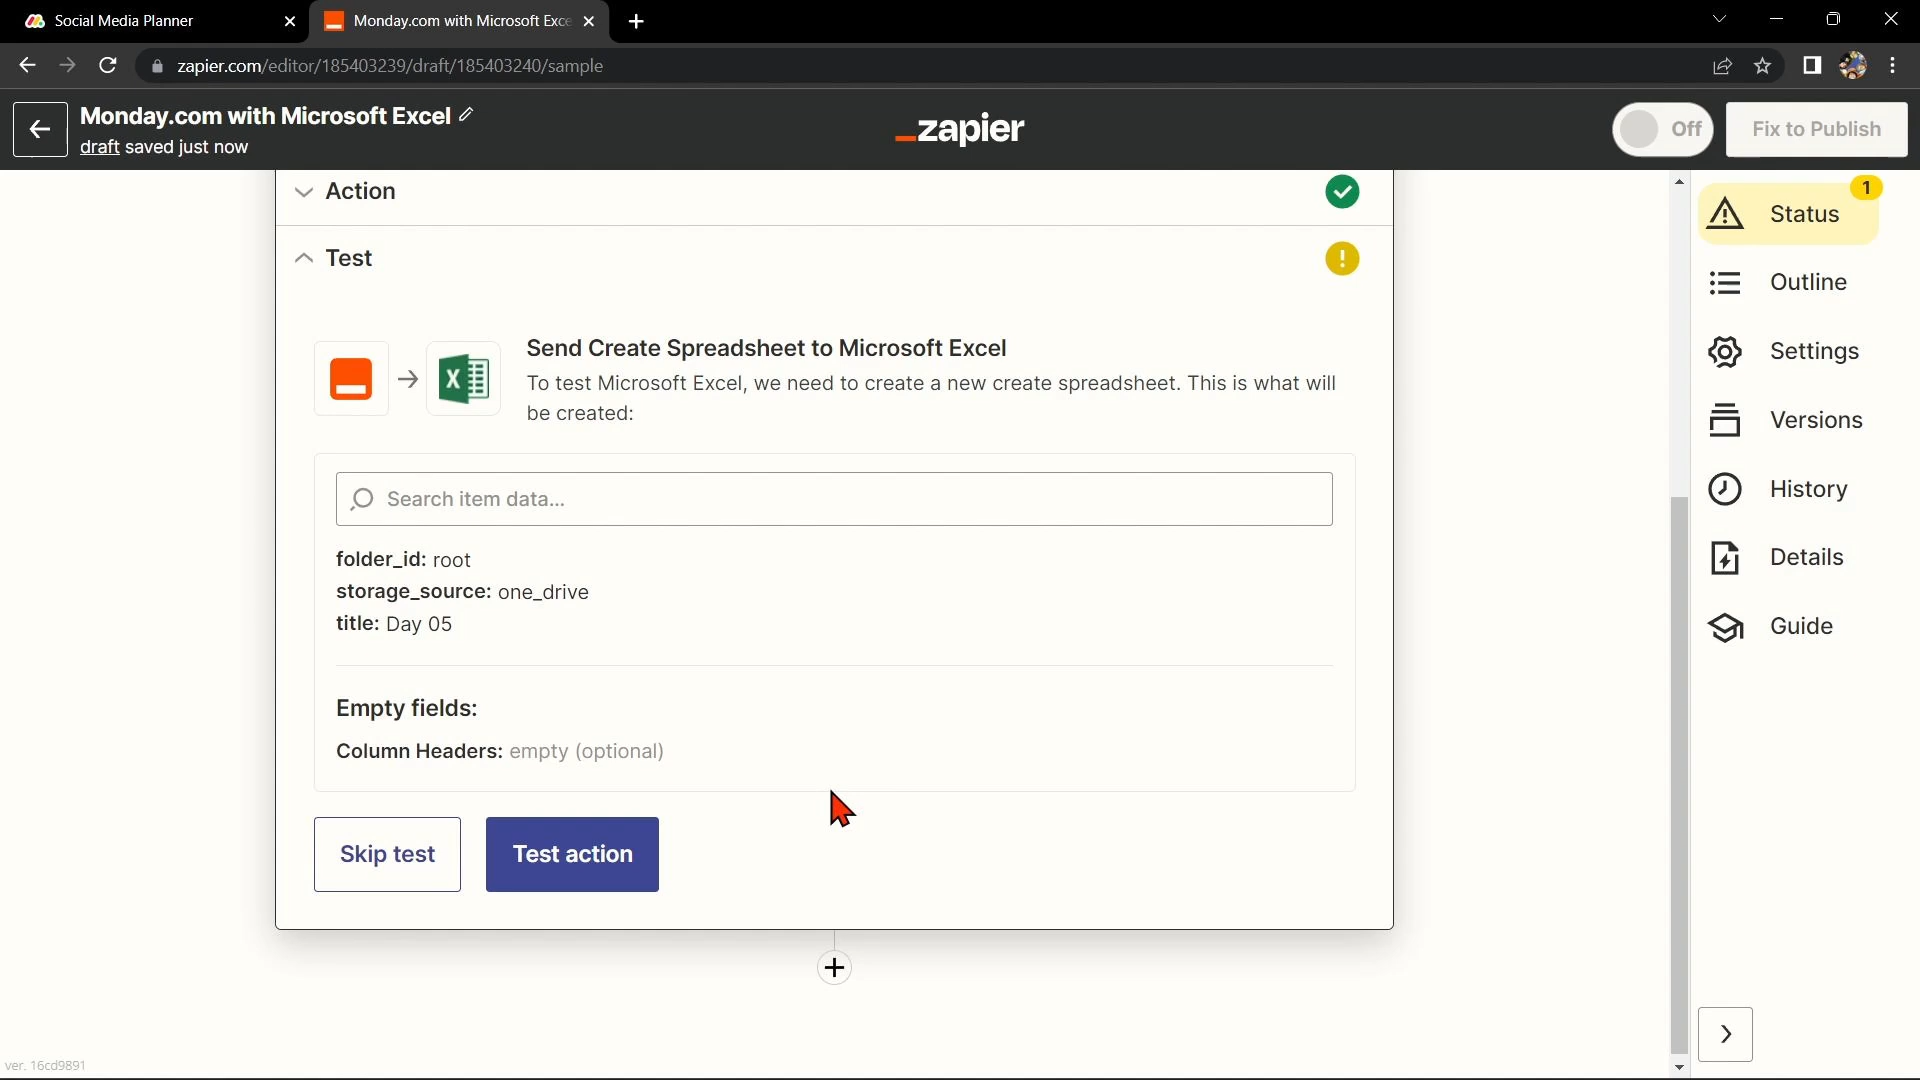 Social Media Planner
Monday.com with Microsoft Exce
zapier.com/editor/185403239/draft/185403240/sample
Monday.com with Microsoft Excel
draft saved just now
_zapier
Off
Fix to Publish
Action
Test
Send Create Spreadsheet to Microsoft Excel
To test Microsoft Excel, we need to create a new create spreadsheet. This is what will
be created:
Search item data...
folder_id: root
storage_source: one_drive
title: Day 05
Empty fields:
Column Headers: empty (optional)
Skip test
Test action
1
Status
Outline
Settings
Versions
History
Details
Guide
ver. 16cd9891